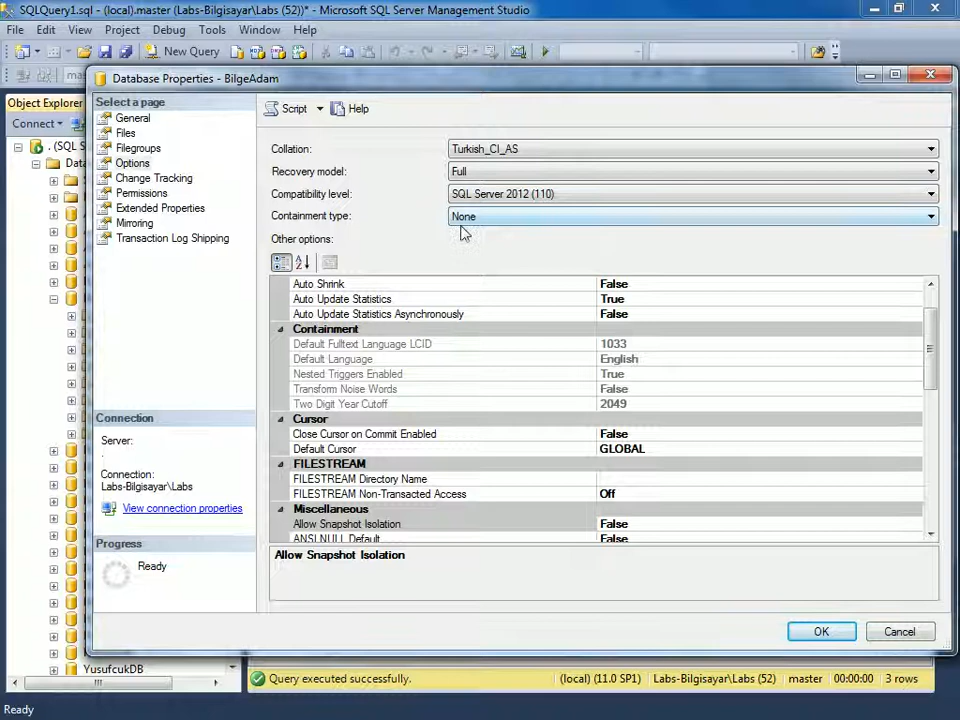 SQLQuery1.sql - (local).master (Labs-Bilgisayar\Labs (52))* - Microsoft SQL Server Management Studio
File Edit View Project Debug Tools Window Help
New Query
Database Properties - BilgeAdam
Object Explorer
Connect
. (SQL S
Data
YusufcukDB
Select a page
General
Files
Filegroups
Options
Change Tracking
Permissions
Extended Properties
Mirroring
Transaction Log Shipping
Connection
Server:
.
Connection:
Labs-Bilgisayar\Labs
View connection properties
Progress
Ready
Script Help
Collation: Turkish_CI_AS
Recovery model: Full
Compatibility level: SQL Server 2012 (110)
Containment type: None
Other options:
Auto Shrink False
Auto Update Statistics True
Auto Update Statistics Asynchronously False
Containment
Default Fulltext Language LCID 1033
Default Language English
Nested Triggers Enabled True
Transform Noise Words False
Two Digit Year Cutoff 2049
Cursor
Close Cursor on Commit Enabled False
Default Cursor GLOBAL
FILESTREAM
FILESTREAM Directory Name
FILESTREAM Non-Transacted Access Off
Miscellaneous
Allow Snapshot Isolation False
ANSI NULL Default False
Allow Snapshot Isolation
OK Cancel
Query executed successfully. (local) (11.0 SP1) Labs-Bilgisayar\Labs (52) master 00:00:00 3 rows
Ready